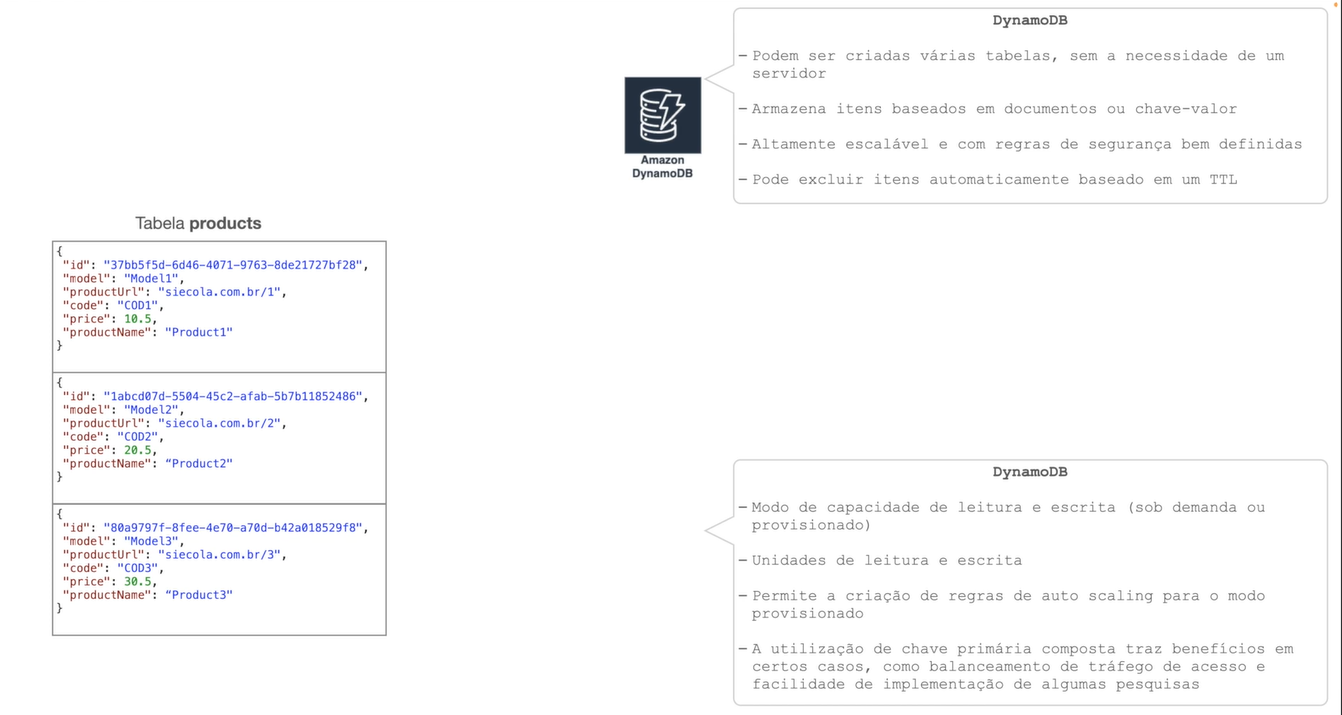 DynamoDB
– Podem ser criadas várias tabelas, sem a necessidade de um
servidor
– Armazena itens baseados em documentos ou chave-valor
– Altamente escalável e com regras de segurança bem definidas
– Pode excluir itens automaticamente baseado em um TTL
Amazon
DynamoDB
Tabela products
{
"id": "37bb5f5d-6d46-4071-9763-8de21727bf28",
"model": "Model1",
"productUrl": "siecola.com.br/1",
"code": "COD1",
"price": 10.5,
"productName": "Product1"
}
{
"id": "1abcd07d-5504-45c2-afab-5b7b11852486",
"model": "Model2",
"productUrl": "siecola.com.br/2",
"code": "COD2",
"price": 20.5,
"productName": “Product2"
}
{
"id": "80a9797f-8fee-4e70-a70d-b42a018529f8",
"model": "Model3",
"productUrl": "siecola.com.br/3",
"code": "COD3",
"price": 30.5,
"productName": “Product3"
}
DynamoDB
– Modo de capacidade de leitura e escrita (sob demanda ou
provisionado)
– Unidades de leitura e escrita
– Permite a criação de regras de auto scaling para o modo
provisionado
– A utilização de chave primária composta traz benefícios em
certos casos, como balanceamento de tráfego de acesso e
facilidade de implementação de algumas pesquisas